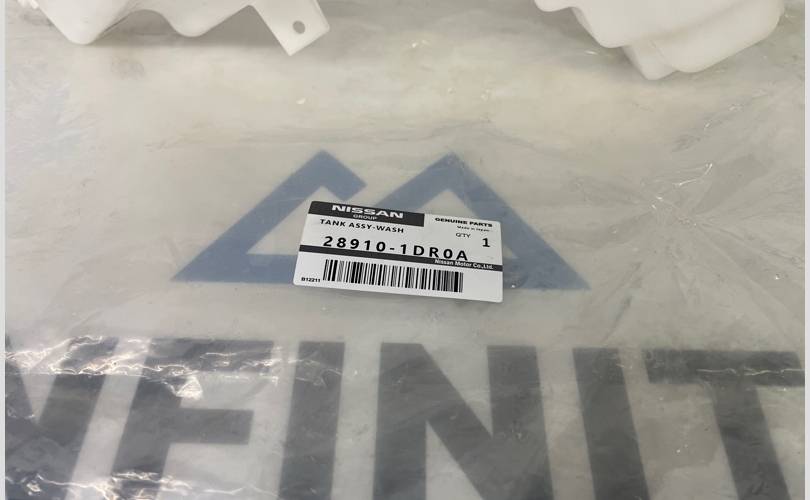 NISSAN
GROUP
GENUINE PARTS
Made in Japan
TANK ASSY-WASH
Q'TY 1
28910-1DR0A
Nissan Motor Co.,Ltd.
B12211
NFINIT